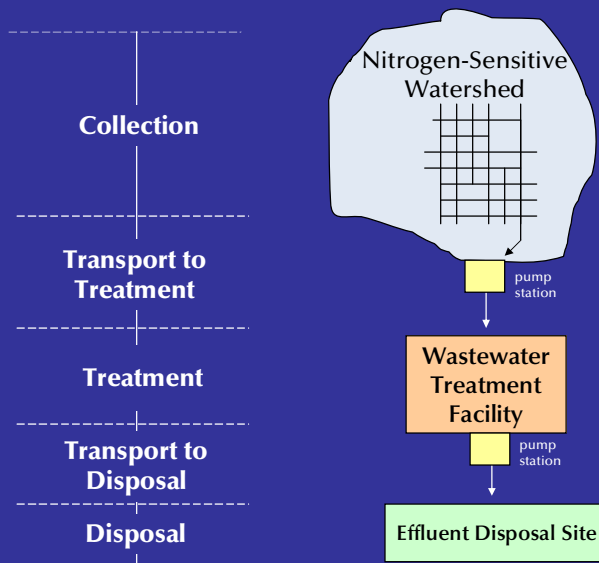 Nitrogen-Sensitive
Watershed
Collection
Transport to
Treatment
pump
station
Treatment
Wastewater
Treatment
Facility
Transport to
Disposal
pump
station
Disposal
Effluent Disposal Site